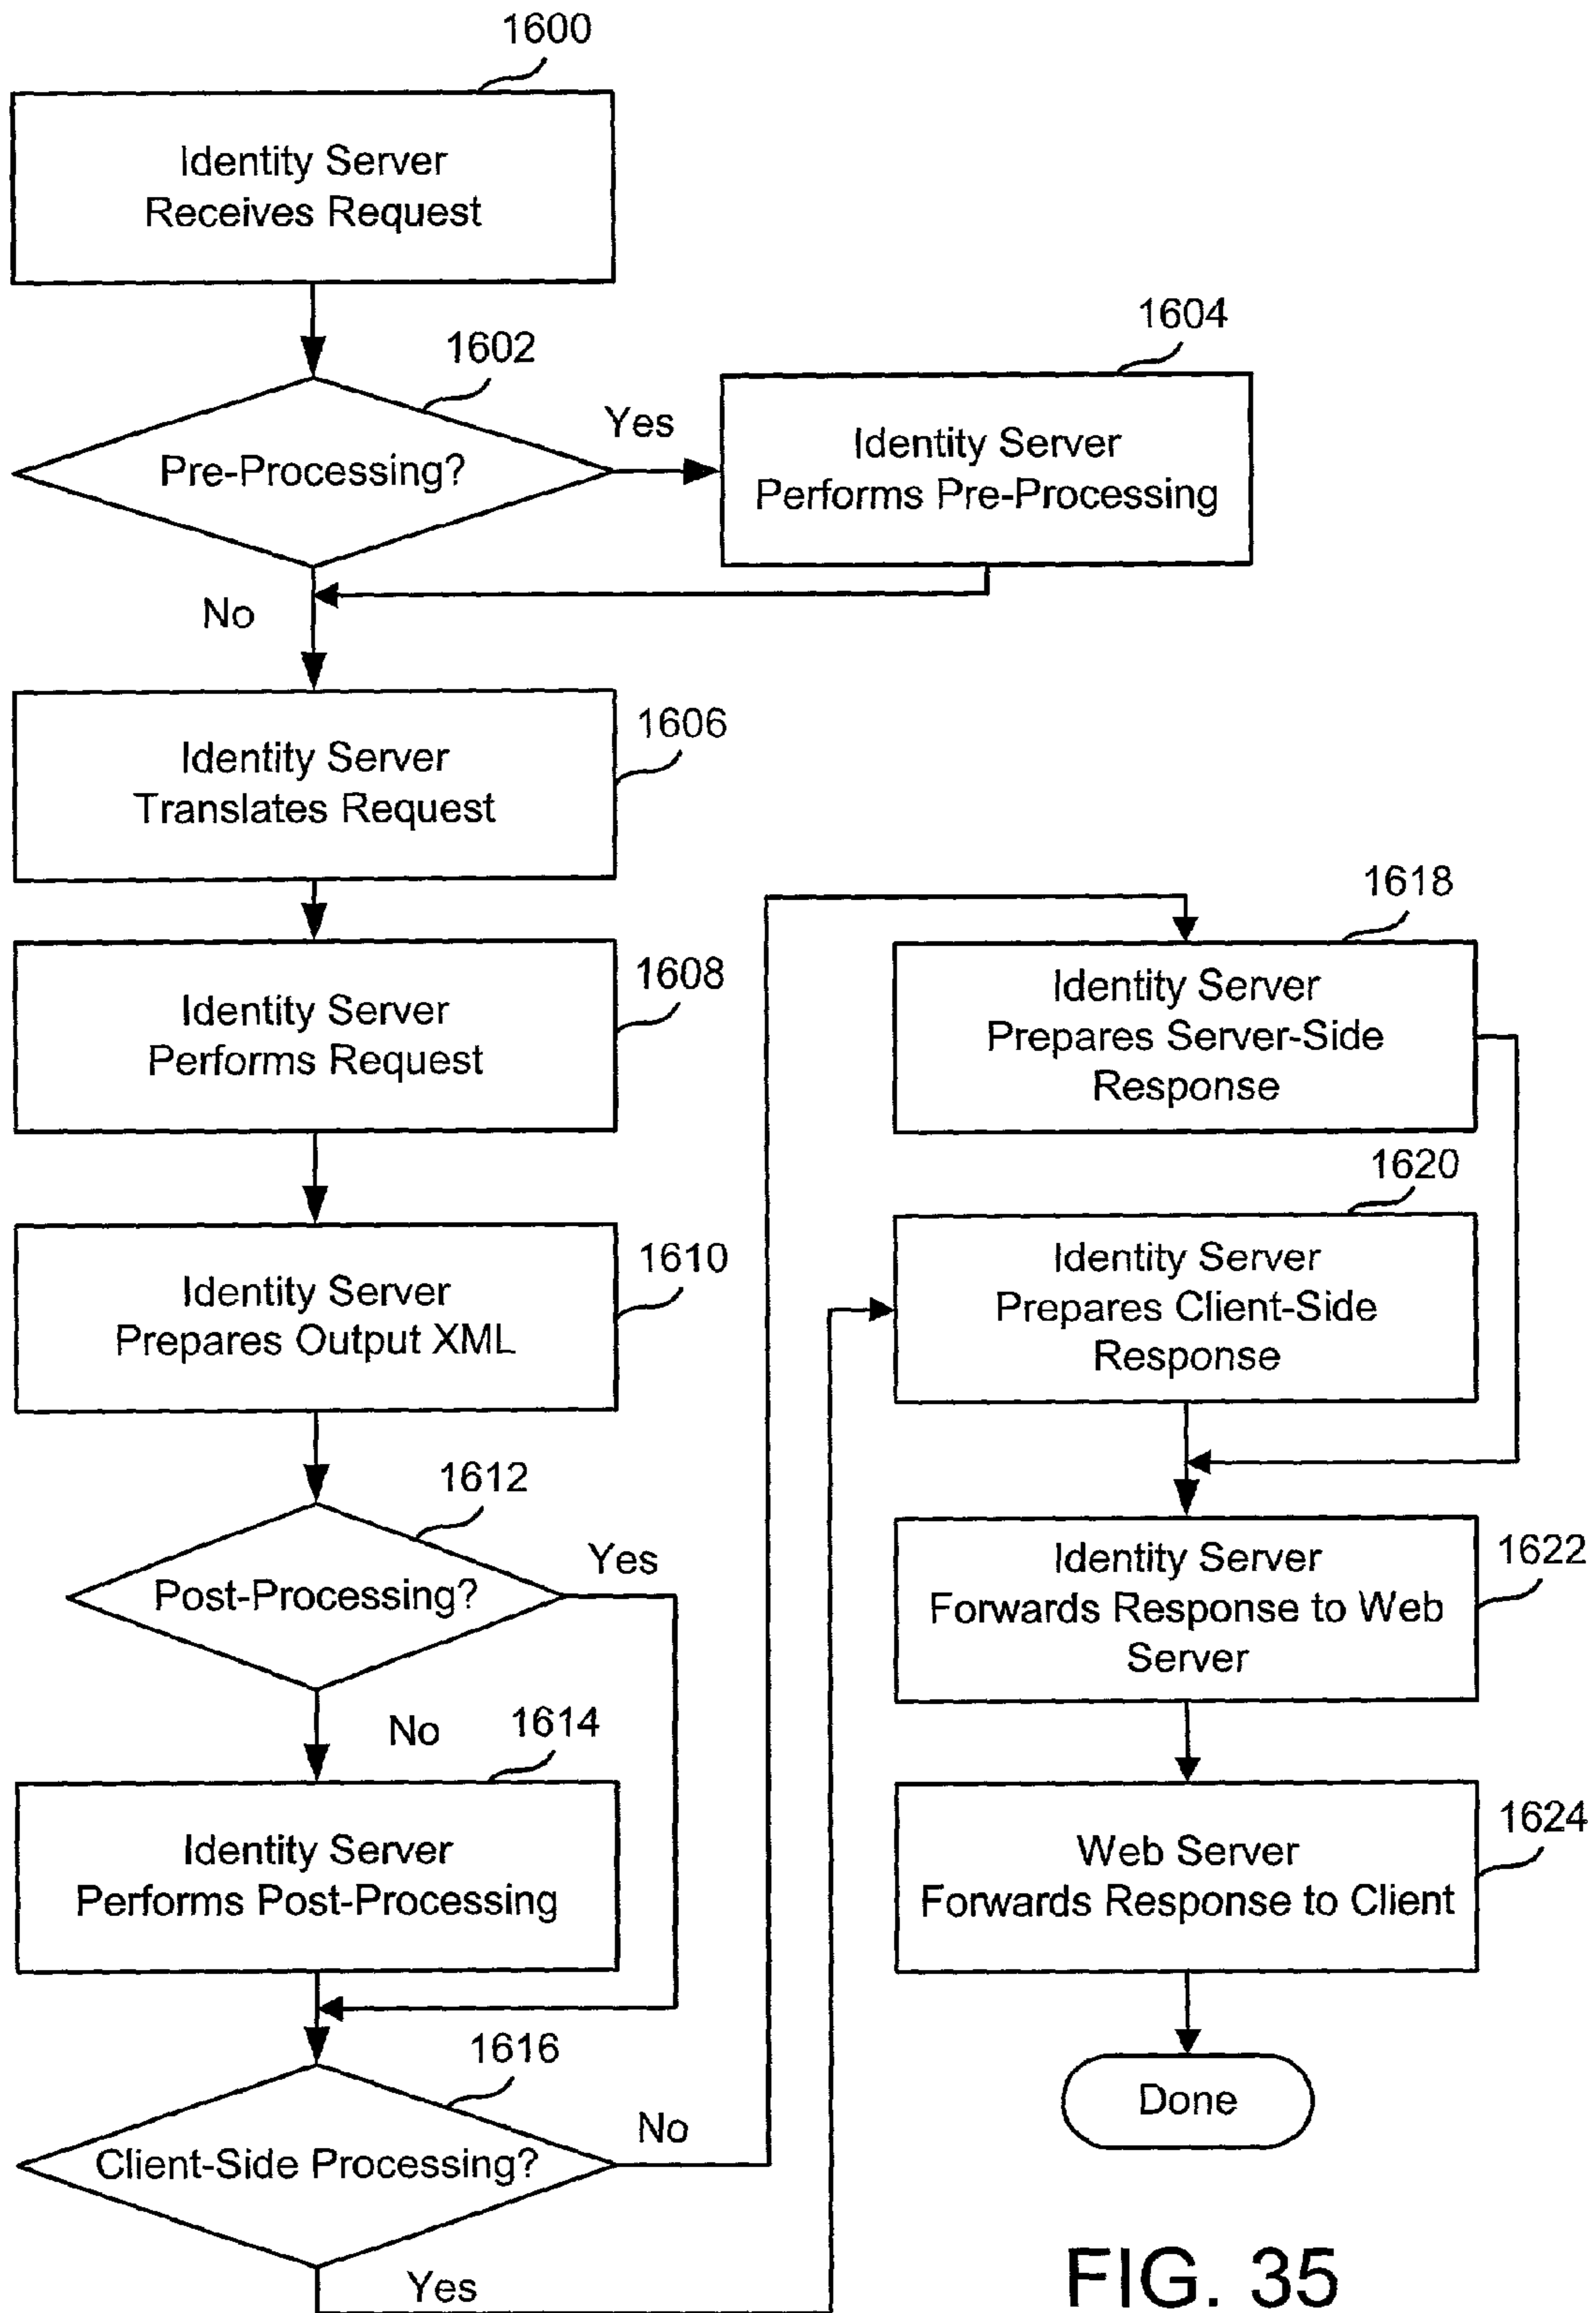 1600
Identity Server
Receives Request
1602
Pre-Processing?
Yes
1604
Identity Server
Performs Pre-Processing
No
1606
Identity Server
Translates Request
1608
Identity Server
Performs Request
1610
Identity Server
Prepares Output XML
1612
Post-Processing?
Yes
No
1614
Identity Server
Performs Post-Processing
1616
Client-Side Processing?
No
Yes
1618
Identity Server
Prepares Server-Side
Response
1620
Identity Server
Prepares Client-Side
Response
1622
Identity Server
Forwards Response to Web
Server
1624
Web Server
Forwards Response to Client
Done
FIG. 35